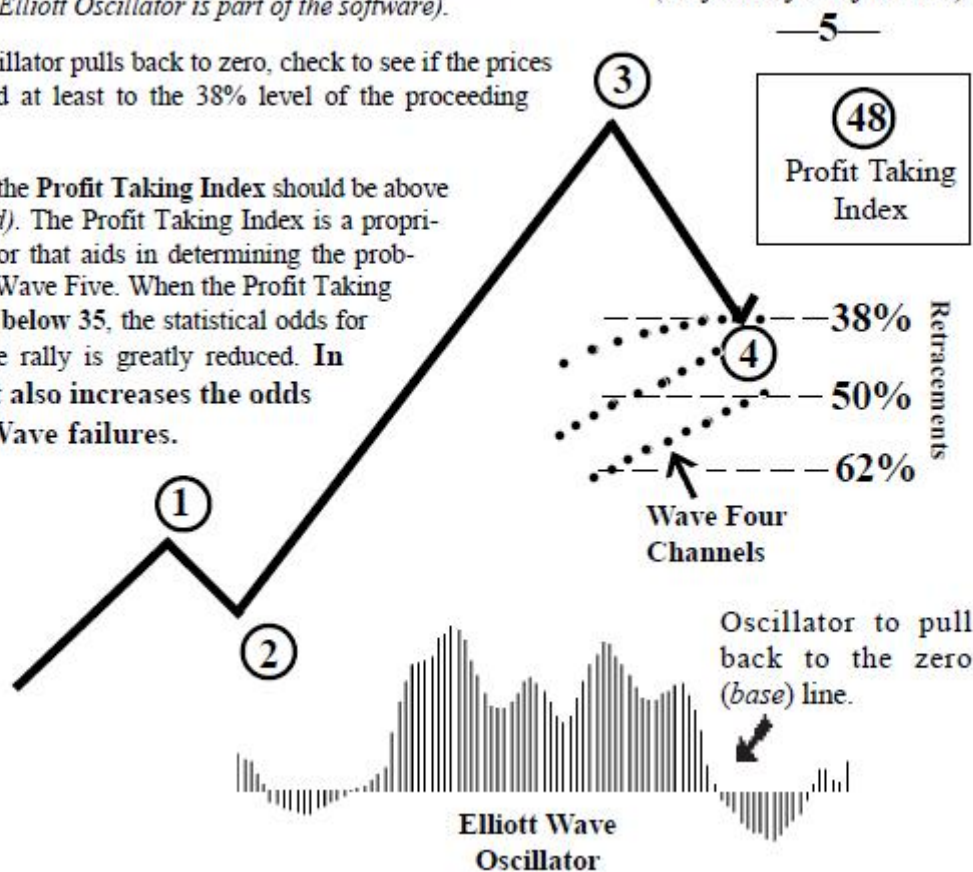 Elliott Oscillator is part of the software).
—5—
illator pulls back to zero, check to see if the prices
d at least to the 38% level of the proceeding
the Profit Taking Index should be above
d). The Profit Taking Index is a propri-
or that aids in determining the prob-
Wave Five. When the Profit Taking
below 35, the statistical odds for
e rally is greatly reduced. In
t also increases the odds
Wave failures.
3
48
Profit Taking
Index
38%
4
50%
62%
Retracements
Wave Four
Channels
1
2
Oscillator to pull
back to the zero
(base) line.
Elliott Wave
Oscillator